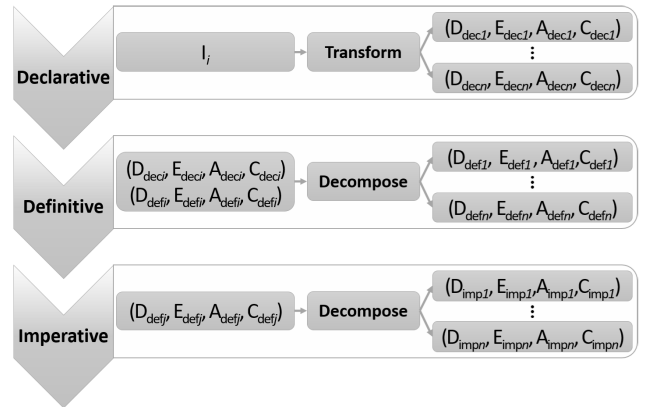 Declarative
I_i
Transform
(D_dec1, E_dec1, A_dec1, C_dec1)
⋮
(D_decn, E_decn, A_decn, C_decn)
Definitive
(D_deci, E_deci, A_deci, C_deci)
(D_defi, E_defi, A_defi, C_defi)
Decompose
(D_def1, E_def1, A_def1,C_def1)
⋮
(D_defn, E_defn, A_defn, C_defn)
Imperative
(D_defj, E_defj, A_defj, C_defj)
Decompose
(D_imp1, E_imp1,A_imp1,C_imp1)
⋮
(D_impn, E_impn, A_impn, C_impn)